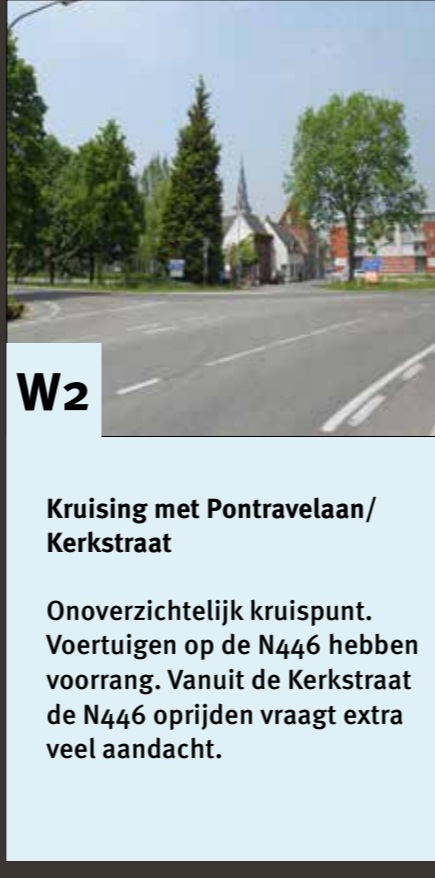 W2
Kruising met Pontravelaan/
Kerkstraat
Onoverzichtelijk kruispunt.
Voertuigen op de N446 hebben
voorrang. Vanuit de Kerkstraat
de N446 oprijden vraagt extra
veel aandacht.